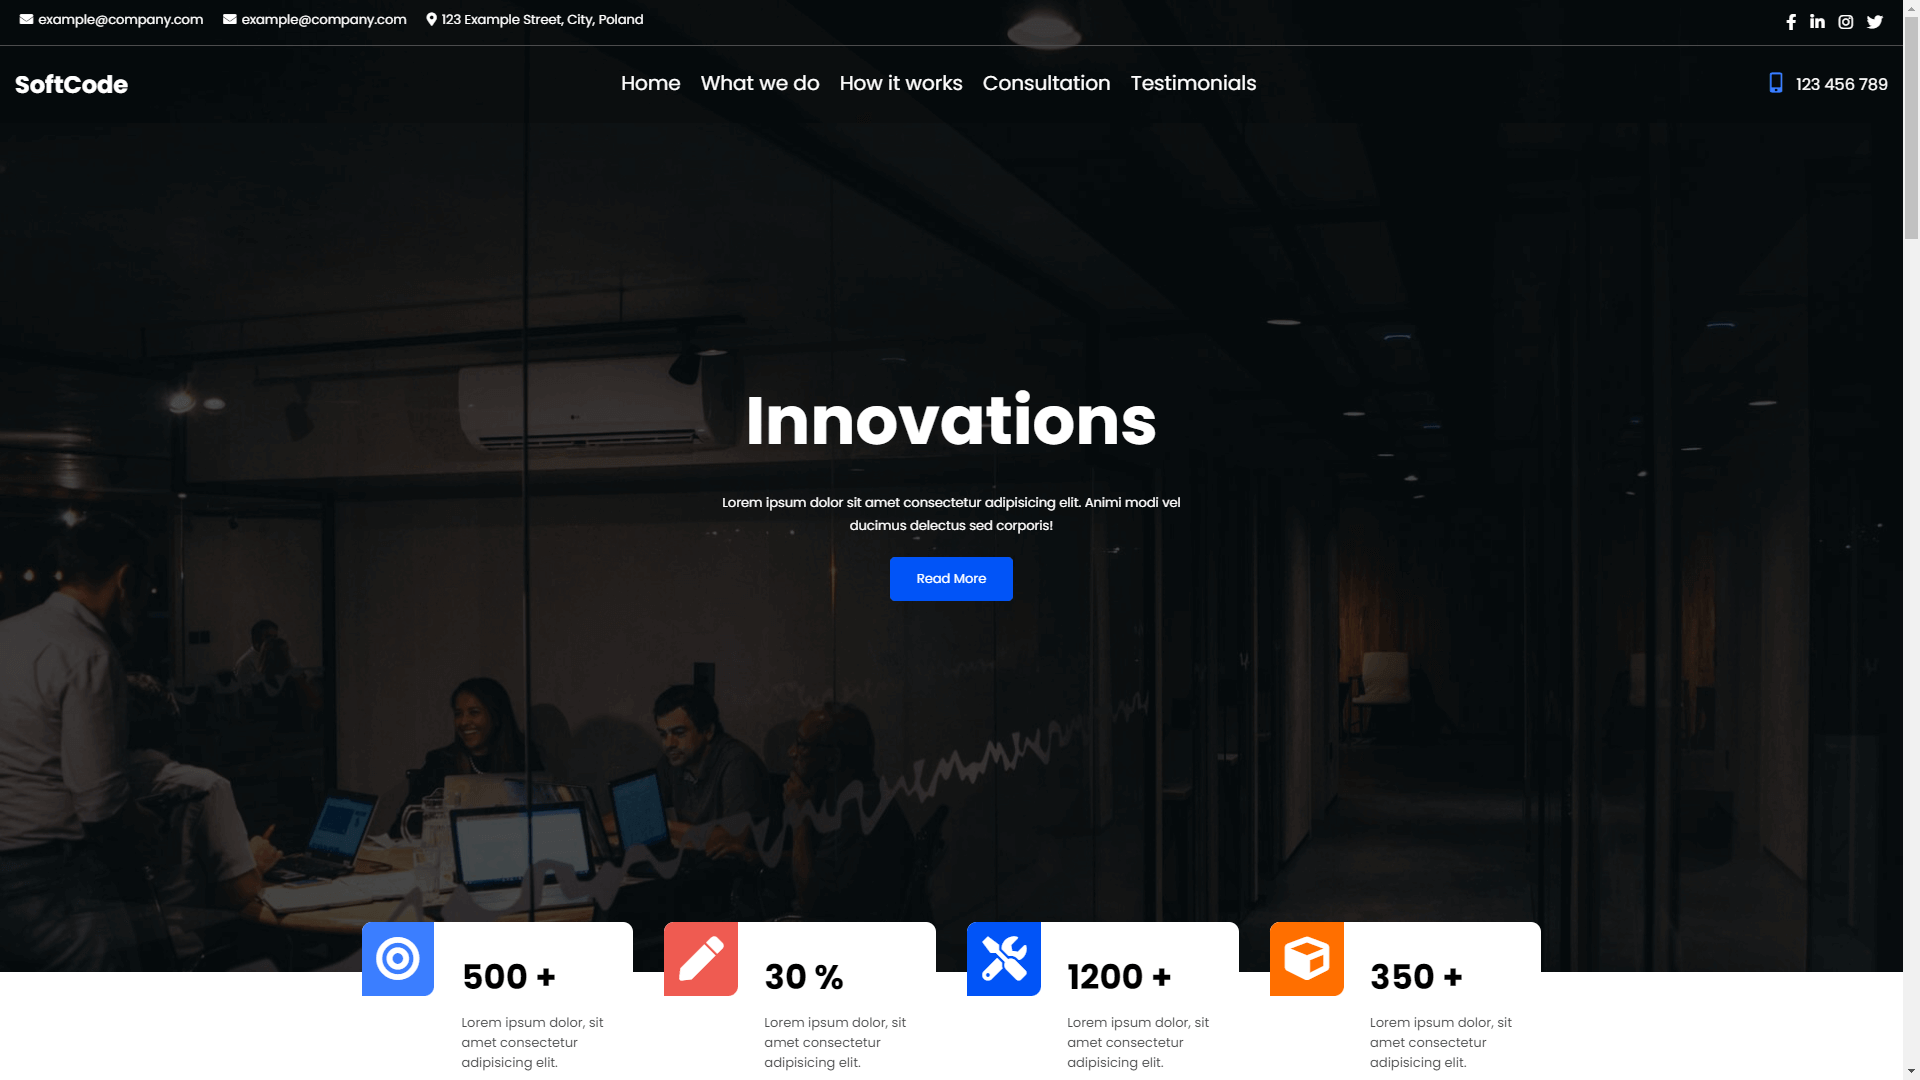 example@company.com example@company.com 123 Example Street, City, Poland
SoftCode
Home What we do How it works Consultation Testimonials
123 456 789
Innovations
Lorem ipsum dolor sit amet consectetur adipisicing elit. Animi modi vel
ducimus delectus sed corporis!
Read More
500 +
Lorem ipsum dolor, sit
amet consectetur
adipisicing elit.
30 %
Lorem ipsum dolor, sit
amet consectetur
adipisicing elit.
1200 +
Lorem ipsum dolor, sit
amet consectetur
adipisicing elit.
350 +
Lorem ipsum dolor, sit
amet consectetur
adipisicing elit.